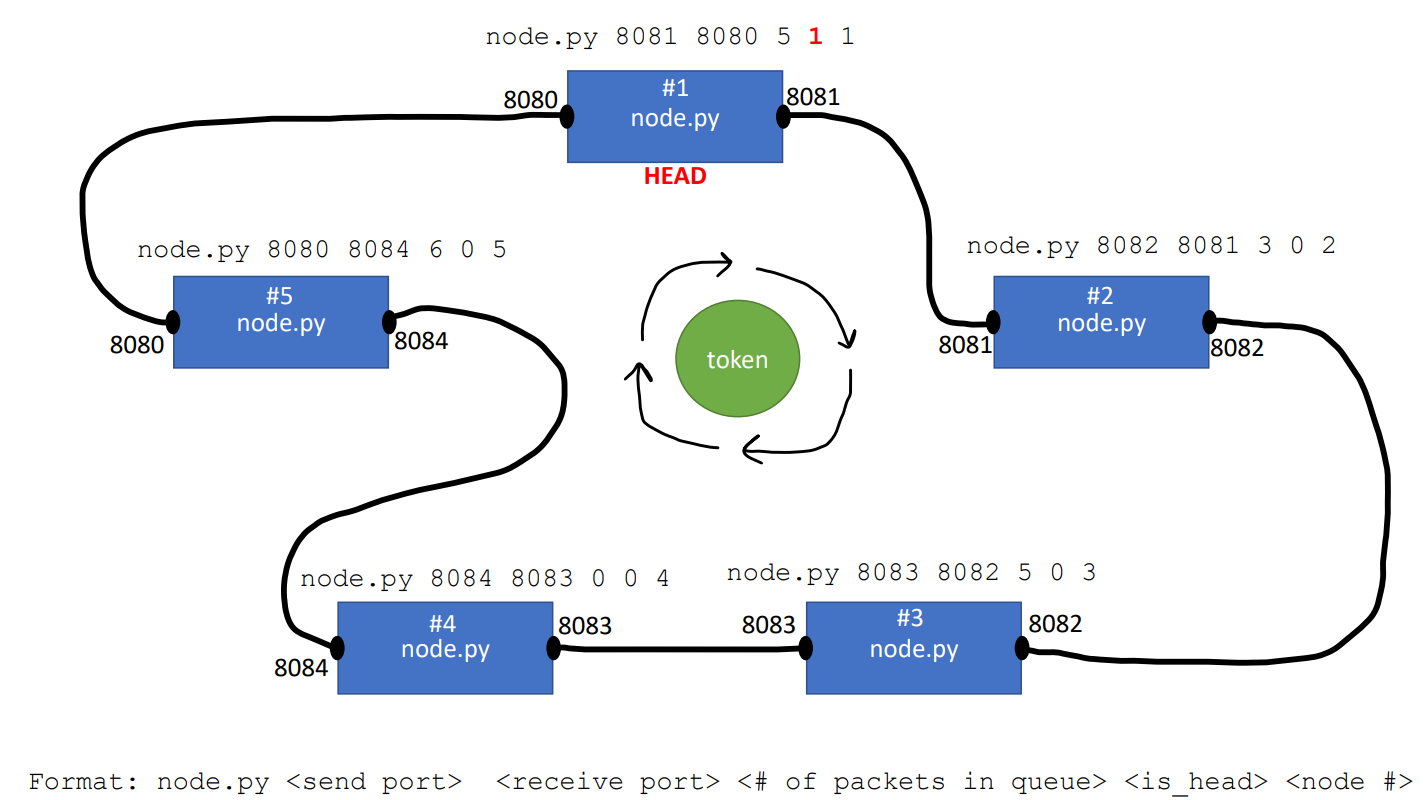 node.py 8081 8080 5 1 1
8080
#1
node.py
8081
HEAD
node.py 8080 8084 6 0 5
#5
node.py
8080
8084
node.py 8082 8081 3 0 2
#2
node.py
8081
8082
token
node.py 8084 8083 0 0 4
#4
node.py
8083
8084
node.py 8083 8082 5 0 3
8083
#3
node.py
8082
Format: node.py <send port>  <receive port> <# of packets in queue> <is_head> <node #>